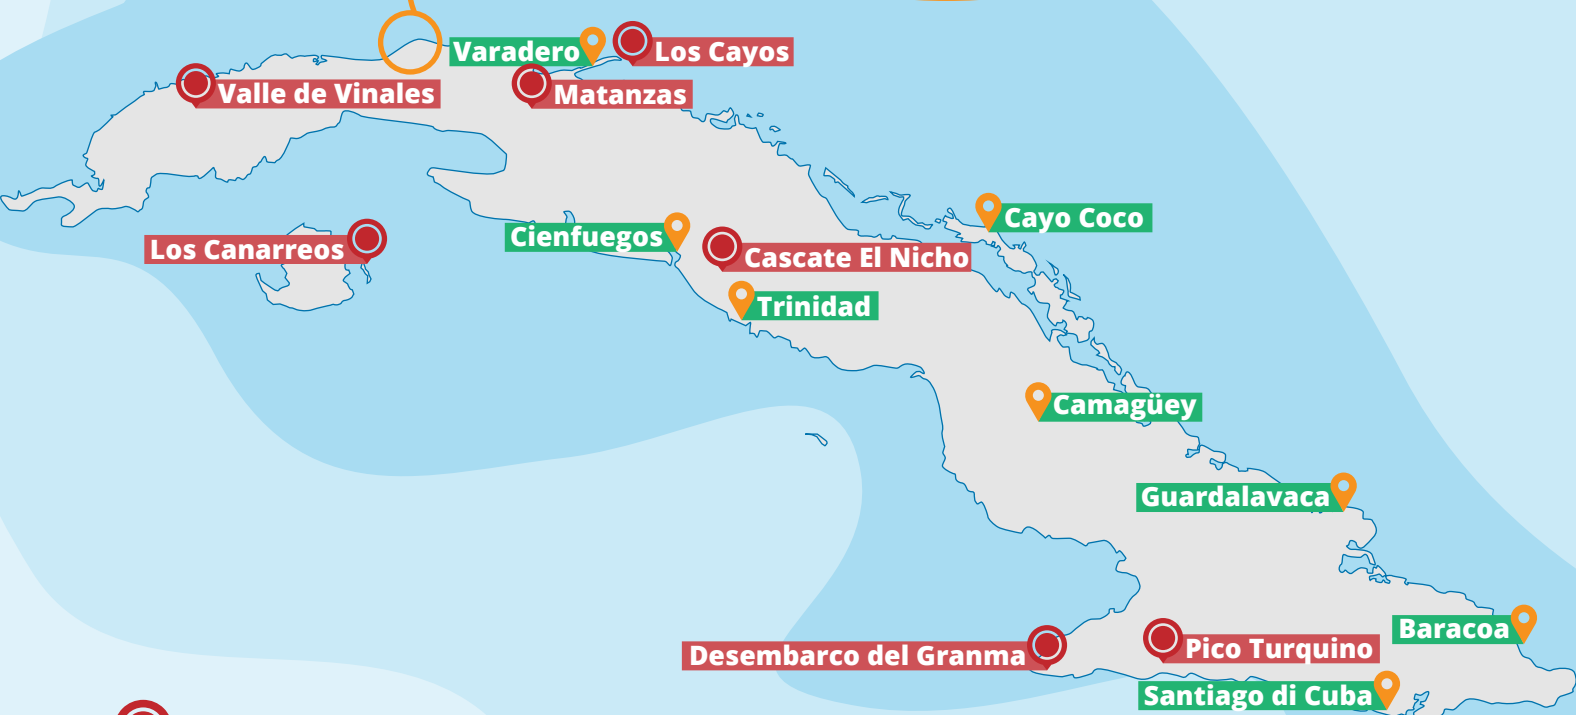 Varadero
Los Cayos
Valle de Vinales
Matanzas
Cayo Coco
Cienfuegos
Los Canarreos
Cascate El Nicho
Trinidad
Camagüey
Guardalavaca
Baracoa
Desembarco del Granma
Pico Turquino
Santiago di Cuba